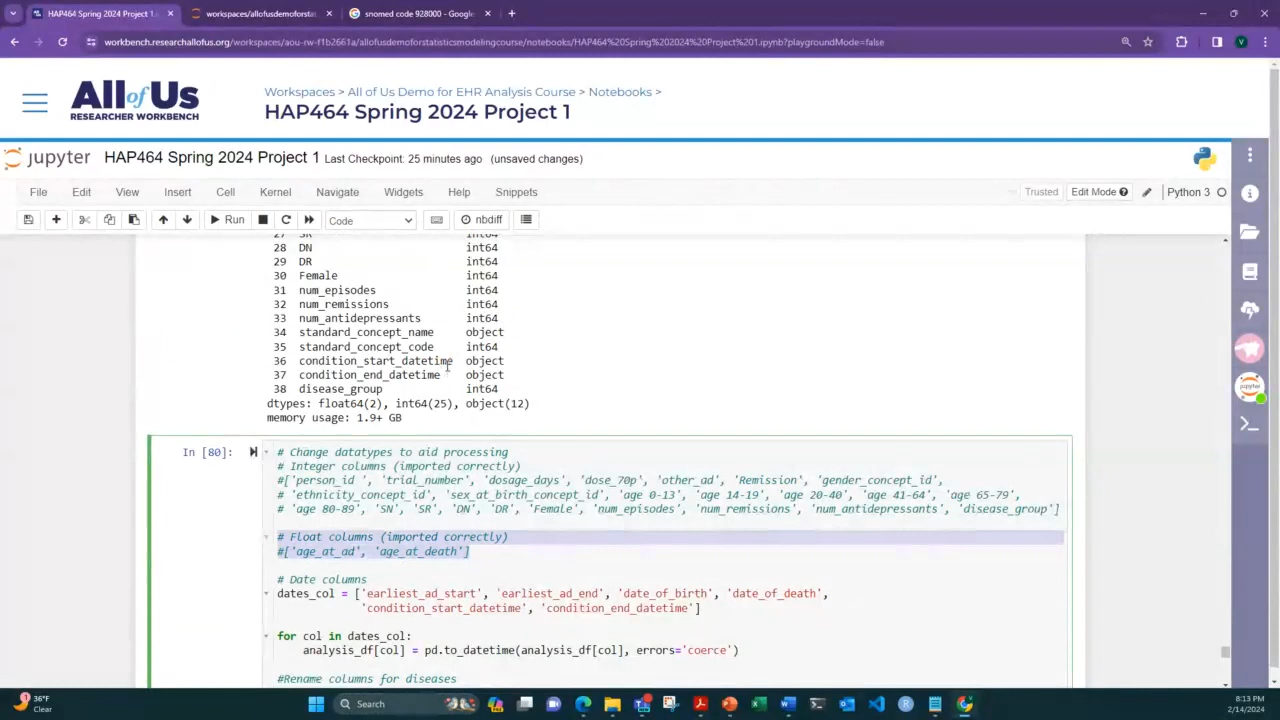 HAP464 Spring 2024 Project 1.
workspaces/allofusdemoforstati
snomed code 928000 - Google
workbench.researchallofus.org/workspaces/aou-rw-f1b2661a/allofusdemoforstatisticsmodelingcourse/notebooks/HAP464%20Spring%202024%20Project%201.ipynb?playgroundMode=false
V
All of Us
RESEARCHER WORKBENCH
Workspaces > All of Us Demo for EHR Analysis Course > Notebooks >
HAP464 Spring 2024 Project 1
jupyter HAP464 Spring 2024 Project 1 Last Checkpoint: 25 minutes ago (unsaved changes)
File Edit View Insert Cell Kernel Navigate Widgets Help Snippets Trusted Edit Mode Python 3
Run Code nbdiff
27 SR int64
28 DN int64
29 DR int64
30 Female int64
31 num_episodes int64
32 num_remissions int64
33 num_antidepressants int64
34 standard_concept_name object
35 standard_concept_code int64
36 condition_start_datetime object
37 condition_end_datetime object
38 disease_group int64
dtypes: float64(2), int64(25), object(12)
memory usage: 1.9+ GB
In [80]:
# Change datatypes to aid processing
# Integer columns (imported correctly)
#['person_id ', 'trial_number', 'dosage_days', 'dose_70p', 'other_ad', 'Remission', 'gender_concept_id',
# 'ethnicity_concept_id', 'sex_at_birth_concept_id', 'age 0-13', 'age 14-19', 'age 20-40', 'age 41-64', 'age 65-79',
# 'age 80-89', 'SN', 'SR', 'DN', 'DR', 'Female', 'num_episodes', 'num_remissions', 'num_antidepressants', 'disease_group']
# Float columns (imported correctly)
#['age_at_ad', 'age_at_death']
# Date columns
dates_col = ['earliest_ad_start', 'earliest_ad_end', 'date_of_birth', 'date_of_death',
'condition_start_datetime', 'condition_end_datetime']
for col in dates_col:
analysis_df[col] = pd.to_datetime(analysis_df[col], errors='coerce')
#Rename columns for diseases
36°F
Clear
Search
8:13 PM
2/14/2024